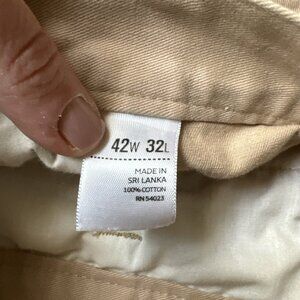 42W 32L
MADE IN
SRI LANKA
100% COTTON
RN 54023